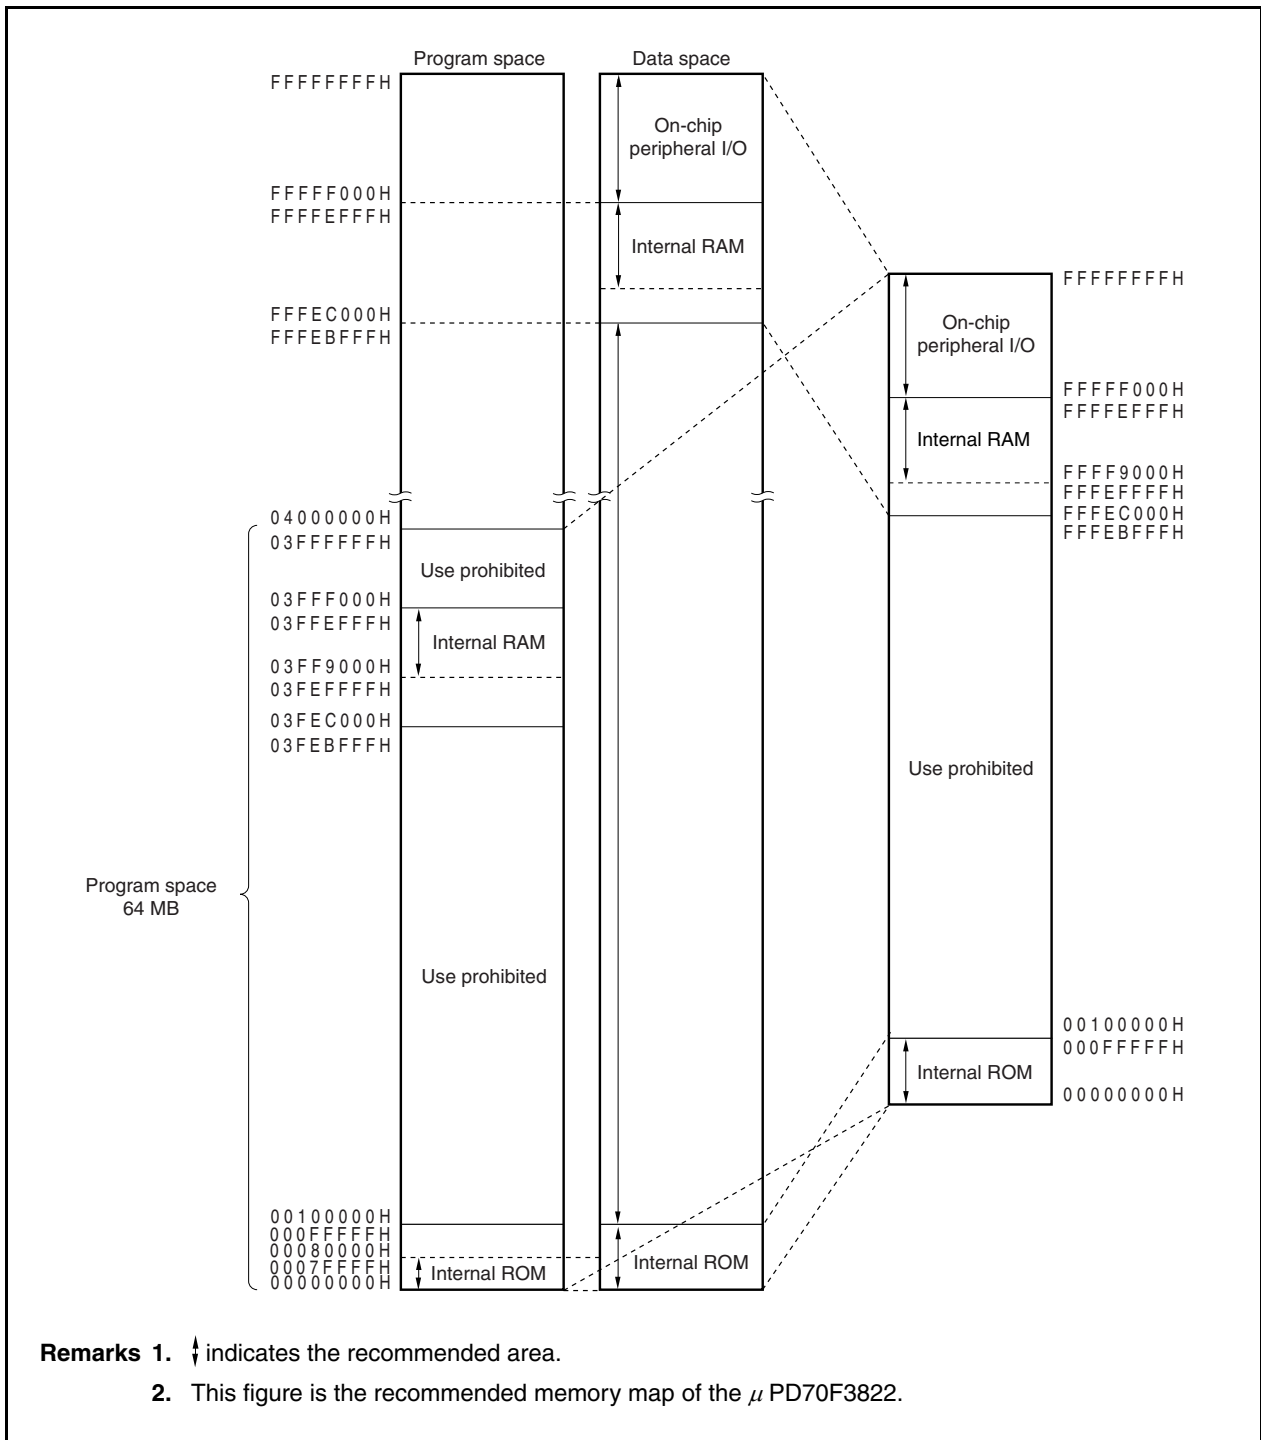 Program space
Data space
FFFFFFFFH
On-chip
peripheral I/O
FFFFF000H
FFFFEFFFH
Internal RAM
FFFEC000H
FFFEBFFFH
04000000H
03FFFFFFH
Use prohibited
03FFF000H
03FFEFFFH
Internal RAM
03FF9000H
03FEFFFFH
03FEC000H
03FEBFFFH
Program space
64 MB
Use prohibited
00100000H
000FFFFFH
00080000H
0007FFFFH
00000000H
Internal ROM
Internal ROM
FFFFFFFFH
On-chip
peripheral I/O
FFFFF000H
FFFFEFFFH
Internal RAM
FFFF9000H
FFFEFFFFH
FFFEC000H
FFFEBFFFH
Use prohibited
00100000H
000FFFFFH
Internal ROM
00000000H
Remarks 1. indicates the recommended area.
2. This figure is the recommended memory map of the μ PD70F3822.